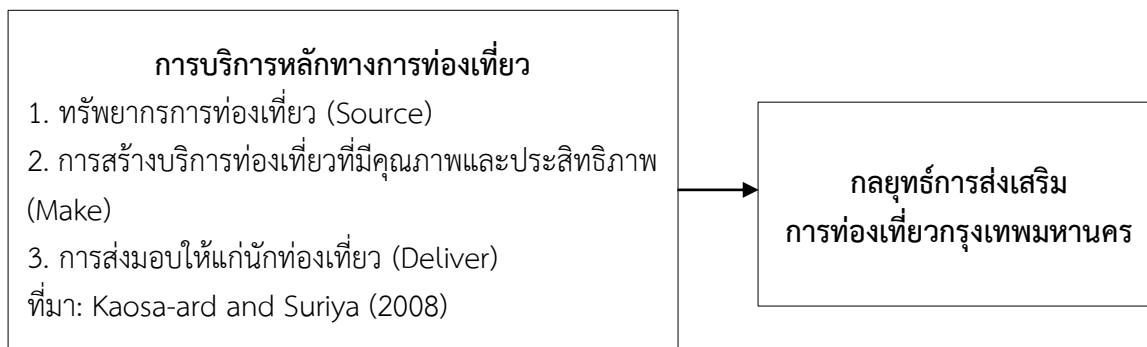 การบริการหลักทางการท่องเที่ยว
1. ทรัพยากรการท่องเที่ยว (Source)
2. การสร้างบริการท่องเที่ยวที่มีคุณภาพและประสิทธิภาพ
(Make)
3. การส่งมอบให้แก่นักท่องเที่ยว (Deliver)
ที่มา: Kaosa-ard and Suriya (2008)
กลยุทธ์การส่งเสริม
การท่องเที่ยวกรุงเทพมหานคร